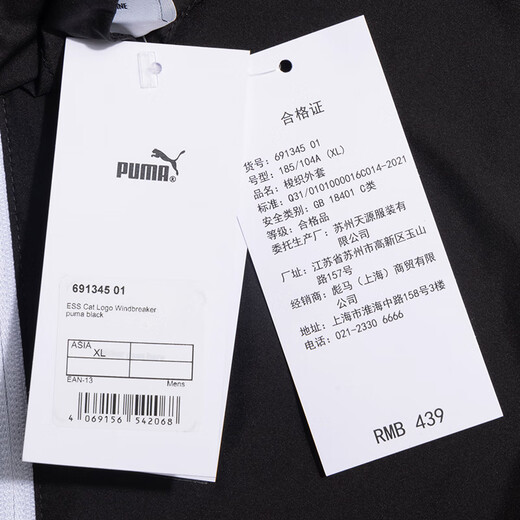 PUMA
691345 01
ESS Cat Logo Windbreaker
puma black
ASIA
XL
EAN-13
Mens
4 069156 542068
合格证
货号: 691345 01
号型: 185/104A (XL)
品名: 梭织外套
标准: Q31/0101000016C014-2021
安全类别: GB 18401 C类
等级: 合格品
委托生产厂: 苏州天源服装有
限公司
厂址: 江苏省苏州市高新区玉山
路157号
经销商: 彪马(上海)商贸有限
公司
地址: 上海市淮海中路158号3楼
电话: 021-2330 6666
RMB 439